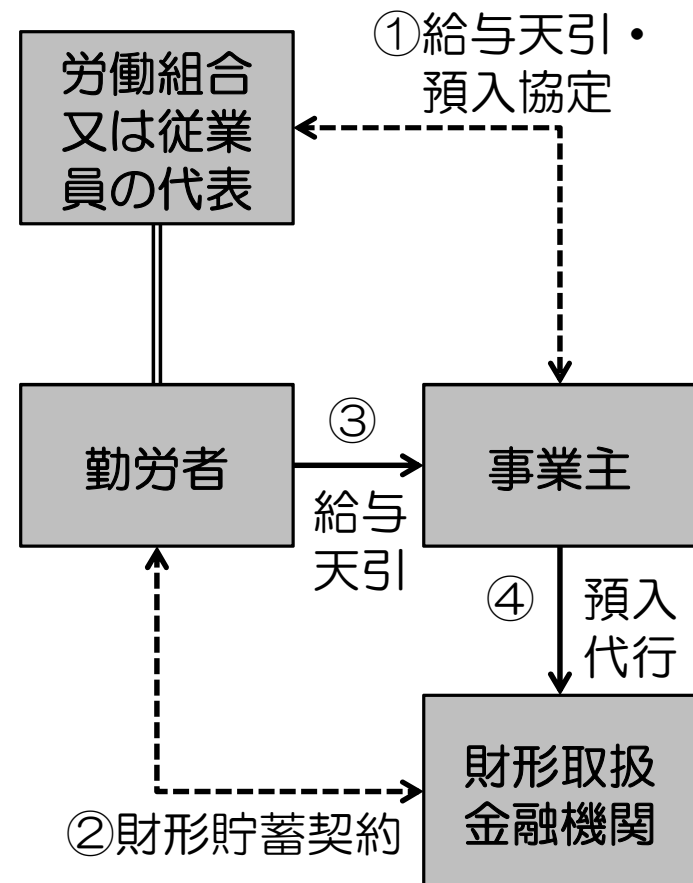 ①給与天引・
預入協定
労働組合
又は従業
員の代表
勤労者
③
給与
天引
事業主
④
預入
代行
財形取扱
金融機関
②財形貯蓄契約